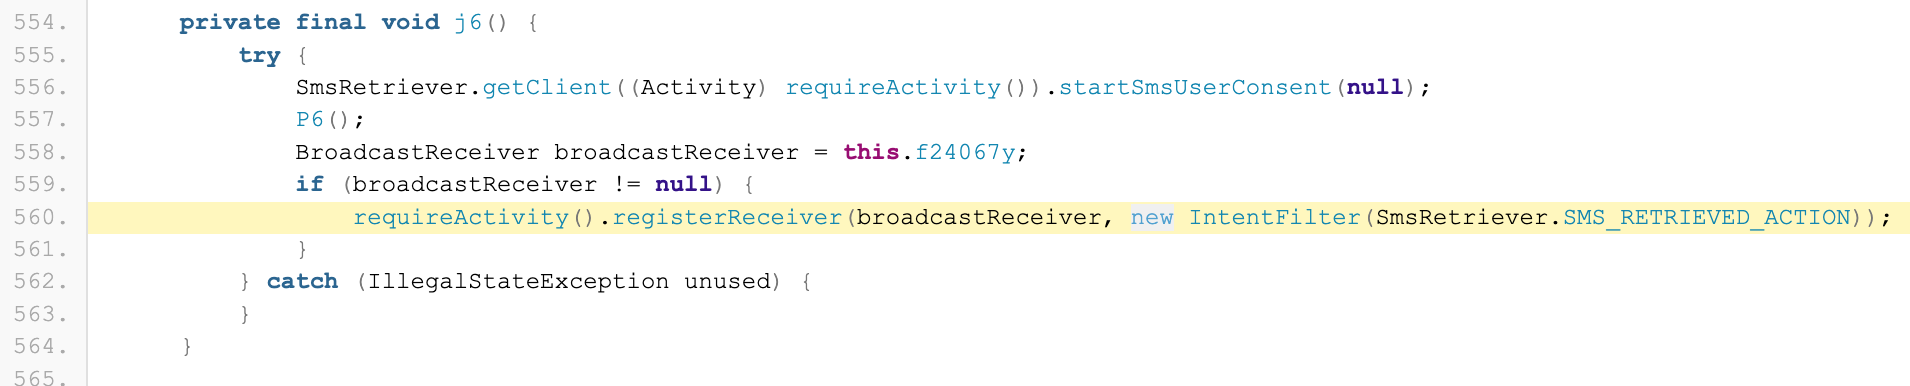 554. private final void j6() {
555. try {
556. SmsRetriever.getClient((Activity) requireActivity()).startSmsUserConsent(null);
557. P6();
558. BroadcastReceiver broadcastReceiver = this.f24067y;
559. if (broadcastReceiver != null) {
560. requireActivity().registerReceiver(broadcastReceiver, new IntentFilter(SmsRetriever.SMS_RETRIEVED_ACTION));
561. }
562. } catch (IllegalStateException unused) {
563. }
564. }
565.